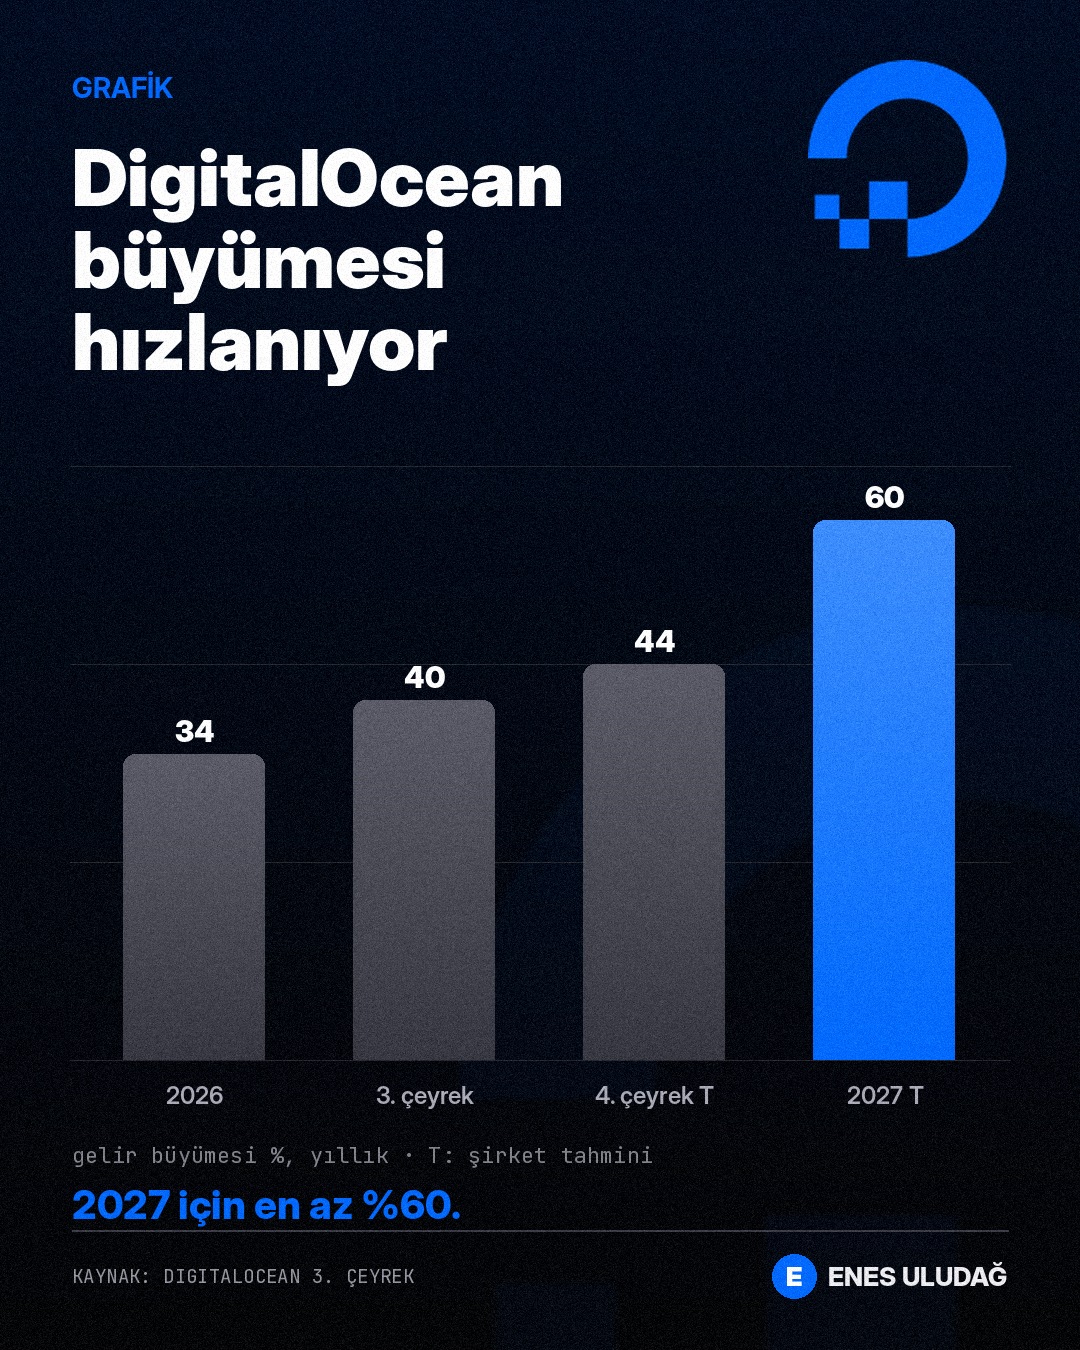 GRAFİK
DigitalOcean
büyümesi
hızlanıyor
34
40
44
60
2026
3. çeyrek
4. çeyrek T
2027 T
gelir büyümesi %, yıllık · T: şirket tahmini
2027 için en az %60.
KAYNAK: DIGITALOCEAN 3. ÇEYREK
E ENES ULUDAĞ